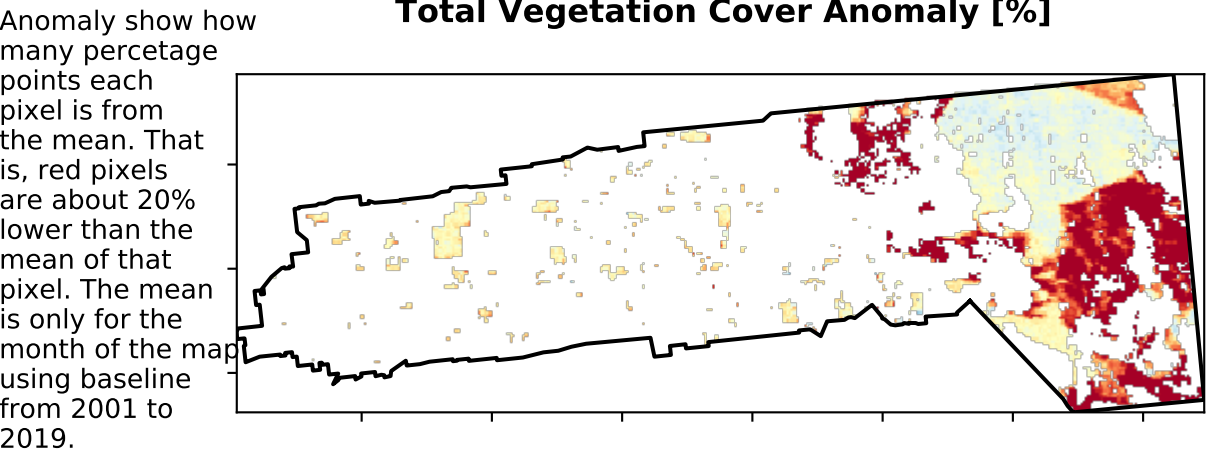 Total Vegetation Cover Anomaly [%]
Anomaly show how
many percetage
points each
pixel is from
the mean. That
is, red pixels
are about 20%
lower than the
mean of that
pixel. The mean
is only for the
month of the map
using baseline
from 2001 to
2019.